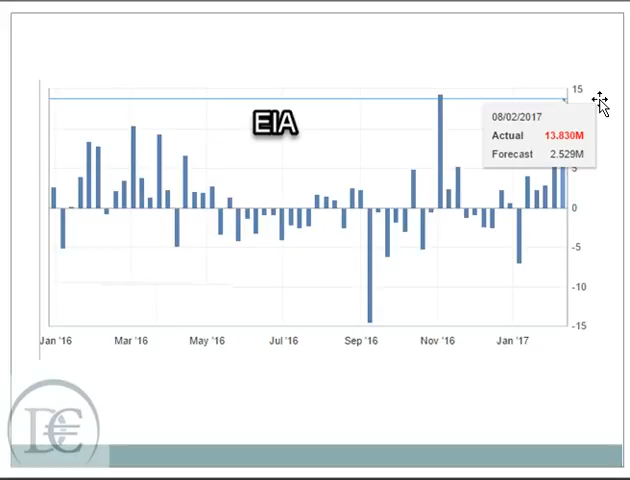 15
EIA
08/02/2017
Actual 13.830M
Forecast 2.529M
5
0
-5
-10
-15
Jan '16 Mar '16 May '16 Jul '16 Sep '16 Nov '16 Jan '17